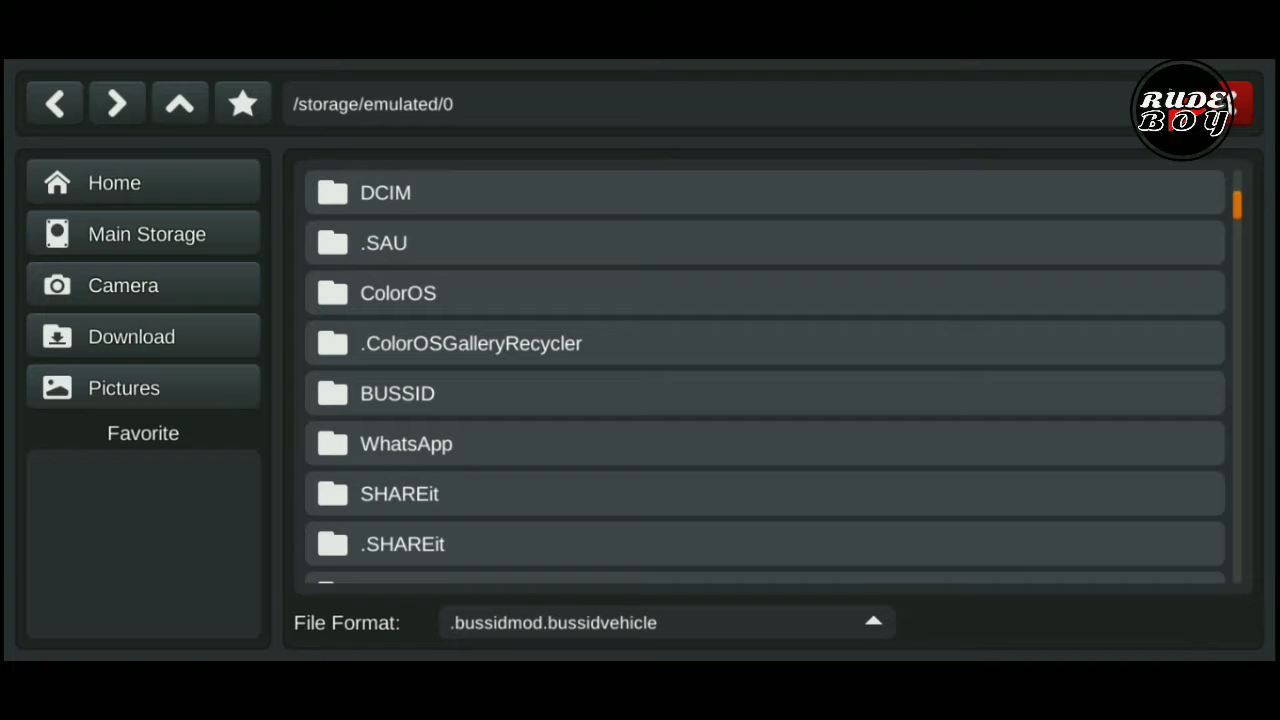 /storage/emulated/0
RUDE
BOY
Home
Main Storage
Camera
Download
Pictures
Favorite
DCIM
.SAU
ColorOS
.ColorOSGalleryRecycler
BUSSID
WhatsApp
SHAREit
.SHAREit
File Format:
.bussidmod.bussidvehicle